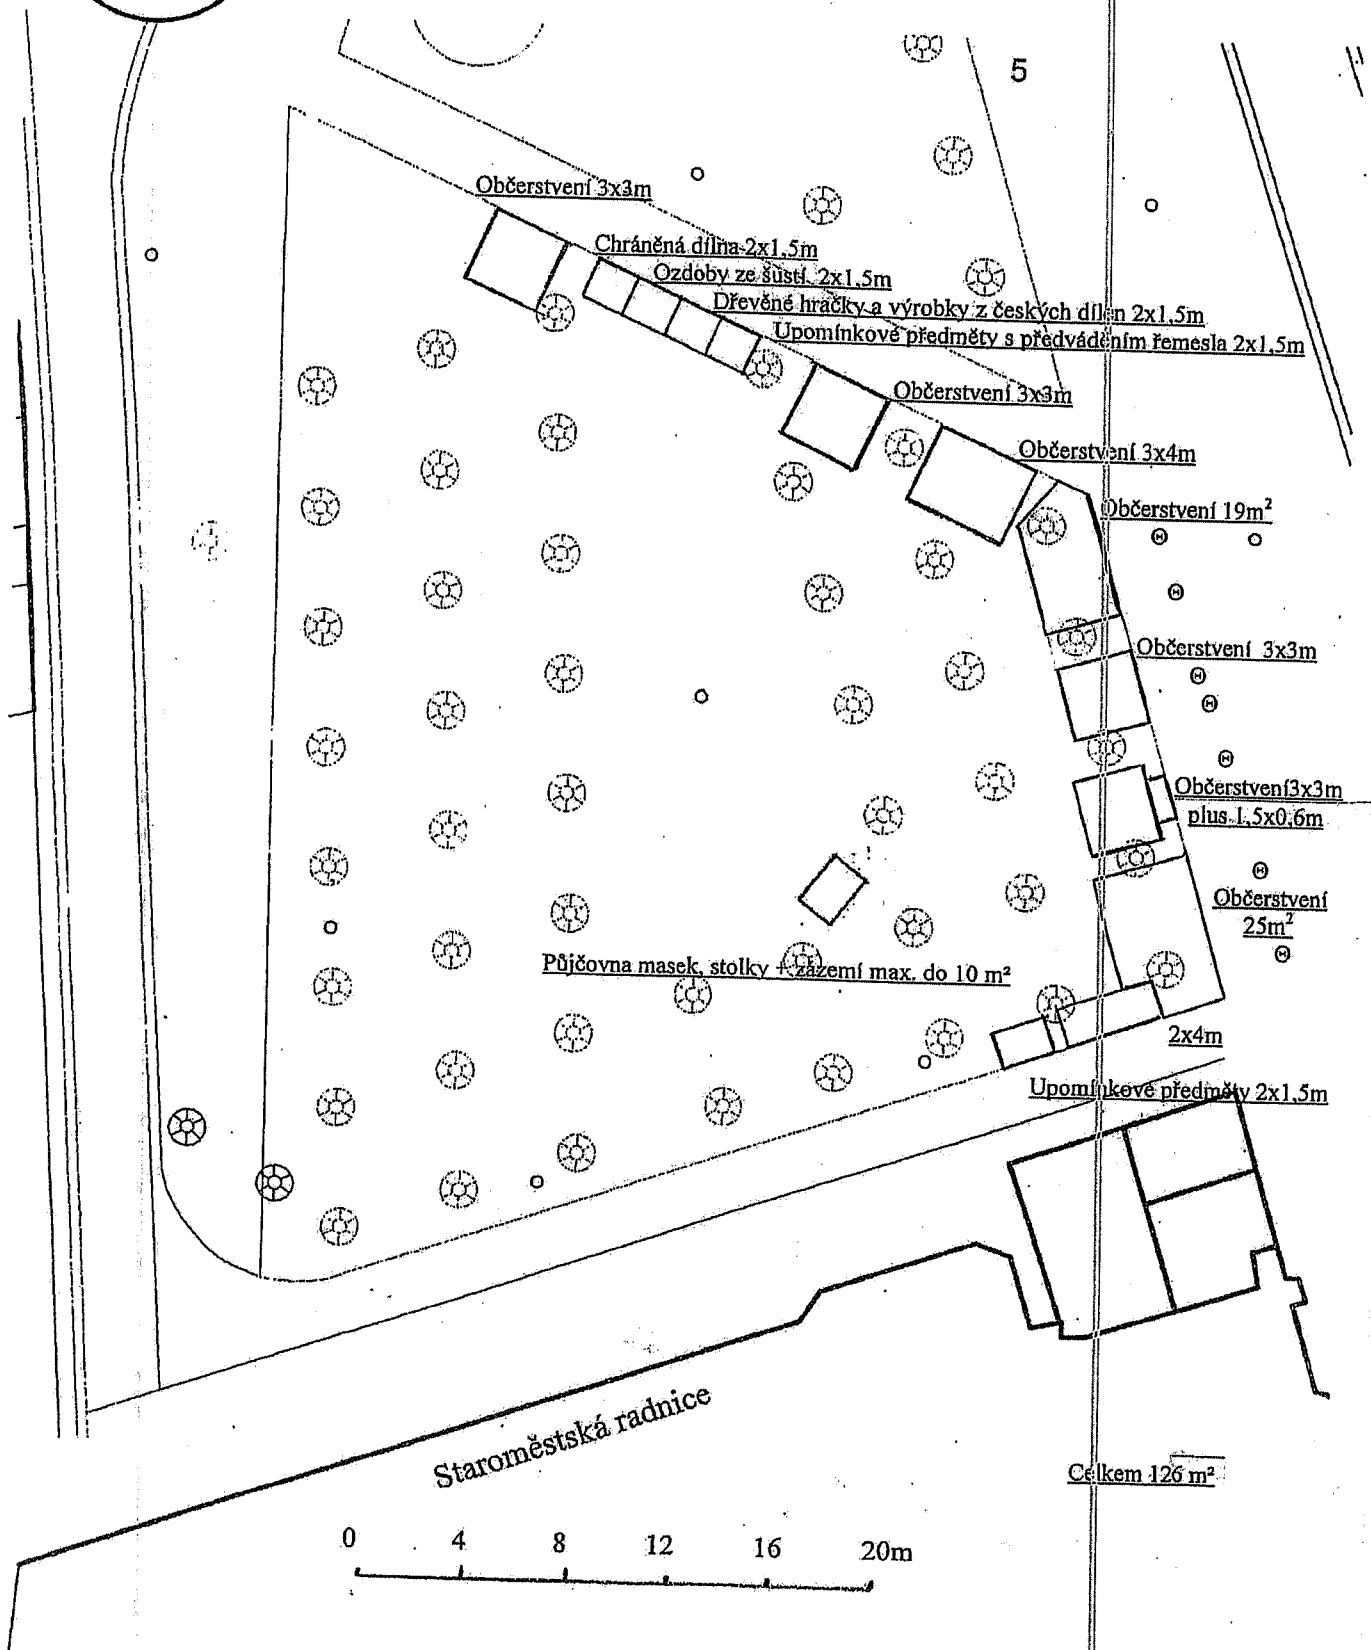 5
Občerstvení 3x3m
Chráněná dílna 2x1,5m
Ozdoby ze šustí 2x1,5m
Dřevěné hračky a výrobky z českých dílen 2x1,5m
Upomínkové předměty s předváděním řemesla 2x1,5m
Občerstvení 3x3m
Občerstvení 3x4m
Občerstvení 19m²
Občerstvení 3x3m
Občerstvení3x3m
plus 1,5x0,6m
Občerstvení
25m²
Půjčovna masek, stolky + zázemí max. do 10 m²
2x4m
Upomínkové předměty 2x1,5m
Staroměstská radnice
Celkem 126 m²
0 4 8 12 16 20m